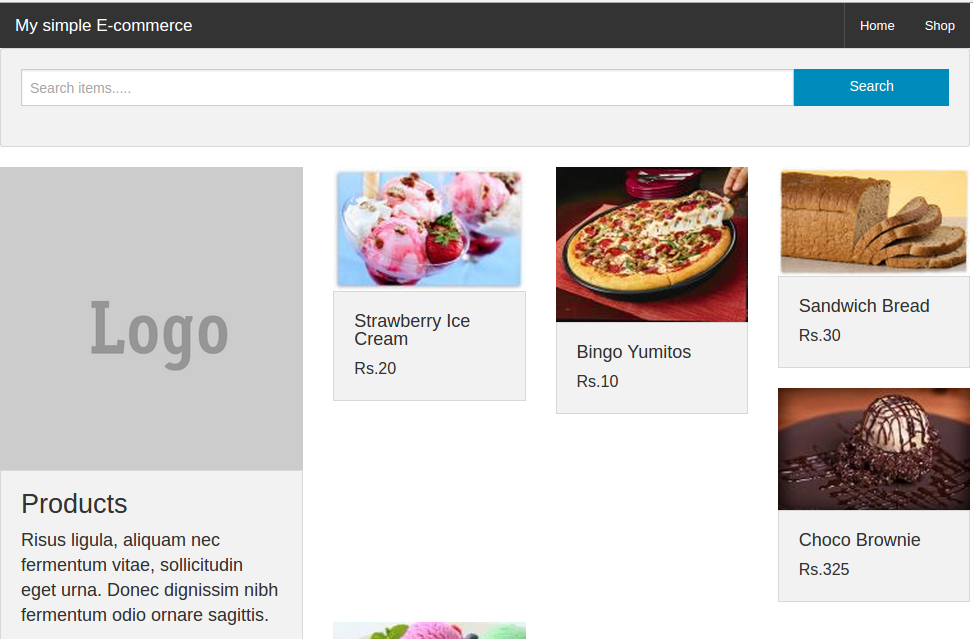 My simple E-commerce
Home
Shop
Search items.....
Search
Logo
Products
Risus ligula, aliquam nec
fermentum vitae, sollicitudin
eget urna. Donec dignissim nibh
fermentum odio ornare sagittis.
Strawberry Ice
Cream
Rs.20
Bingo Yumitos
Rs.10
Sandwich Bread
Rs.30
Choco Brownie
Rs.325